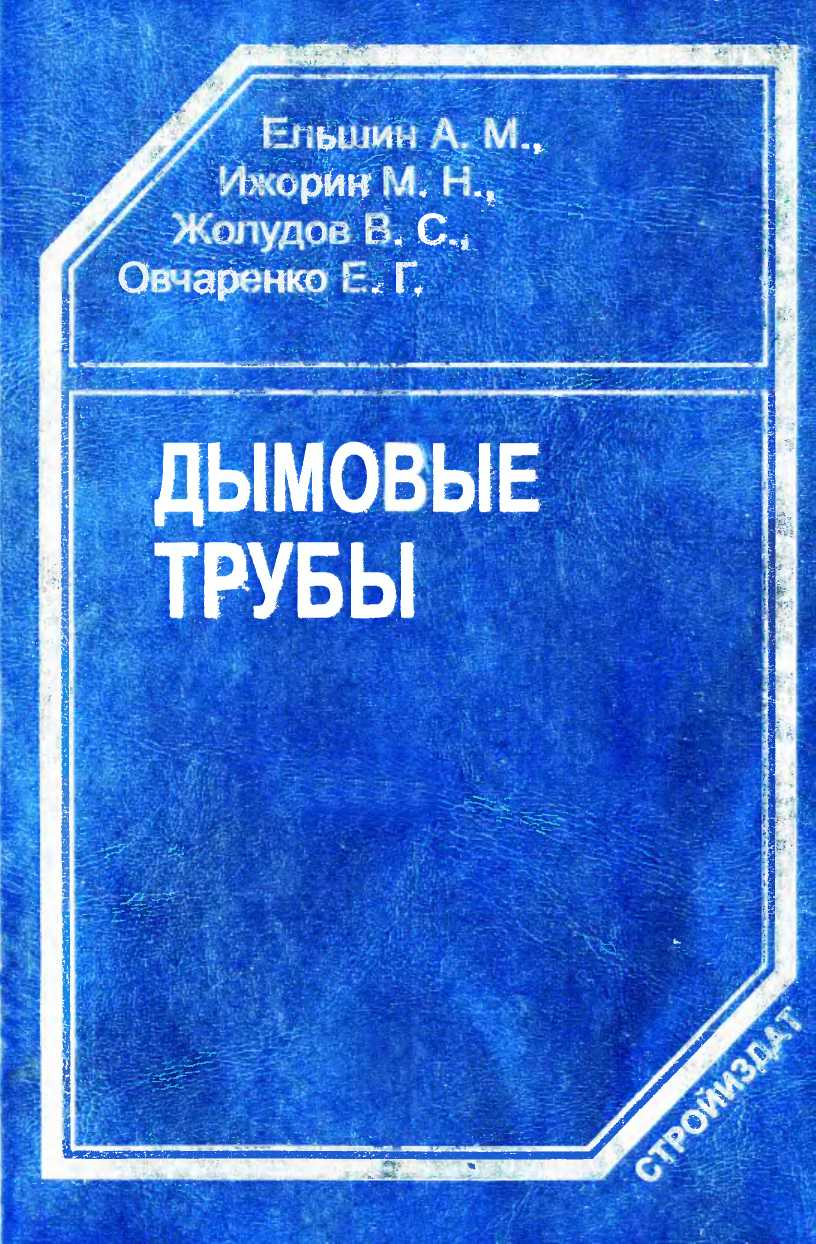 Ельшин А. М.,
Ижорин М. Н.,
Жолудов В. С.,
Овчаренко Е. Г.
ДЫМОВЫЕ
ТРУБЫ
СТРОЙИЗДАТ